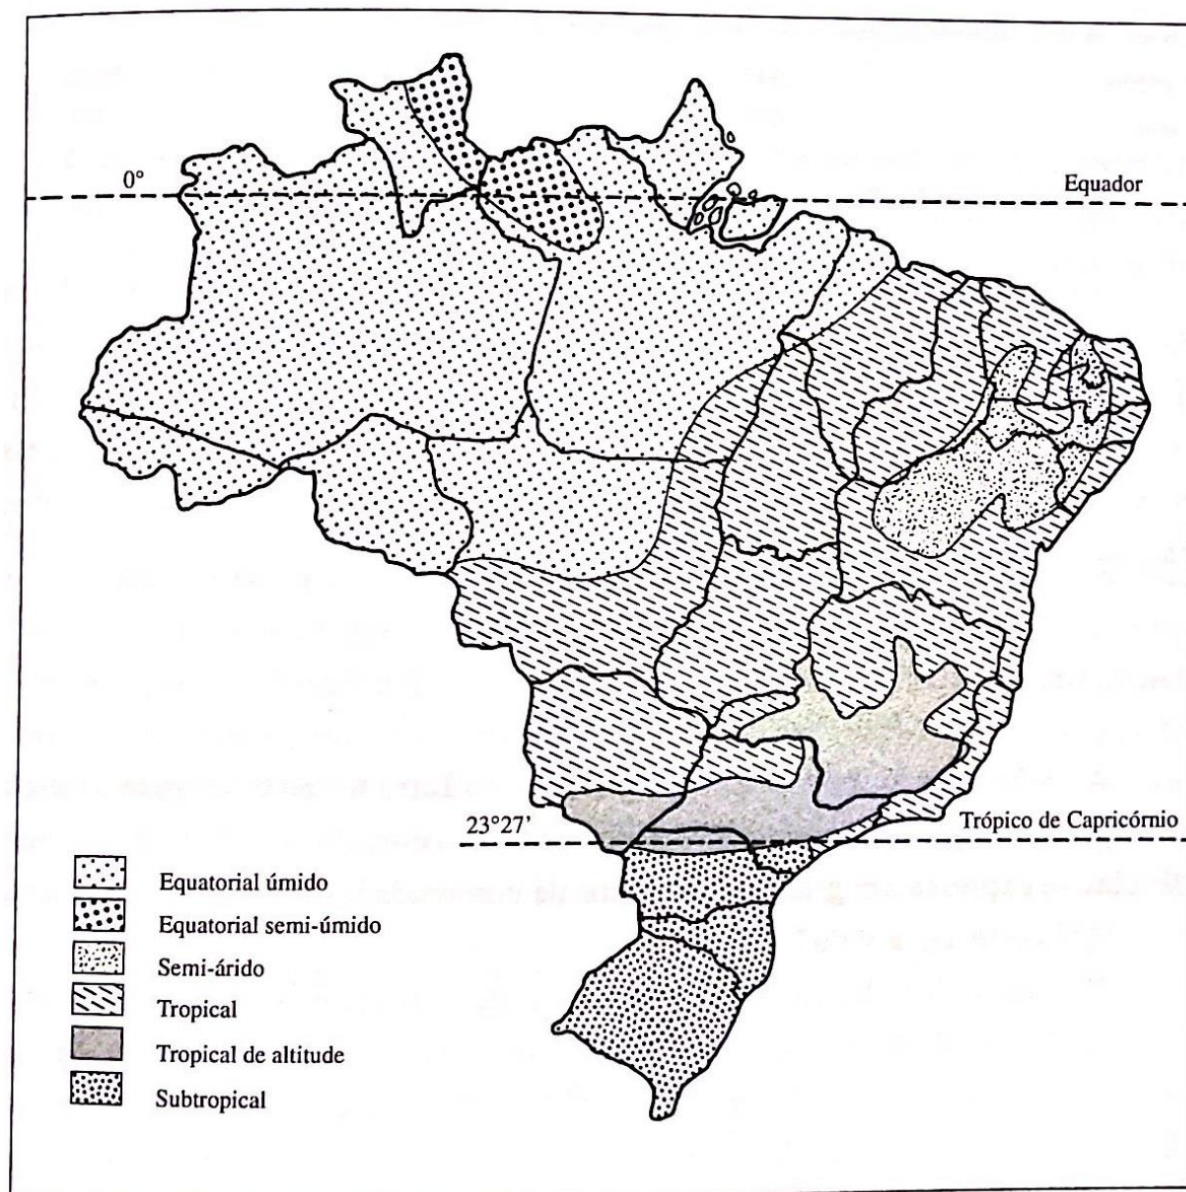 0°
Equador
23°27'
Trópico de Capricórnio
Equatorial úmido
Equatorial semi-úmido
Semi-árido
Tropical
Tropical de altitude
Subtropical